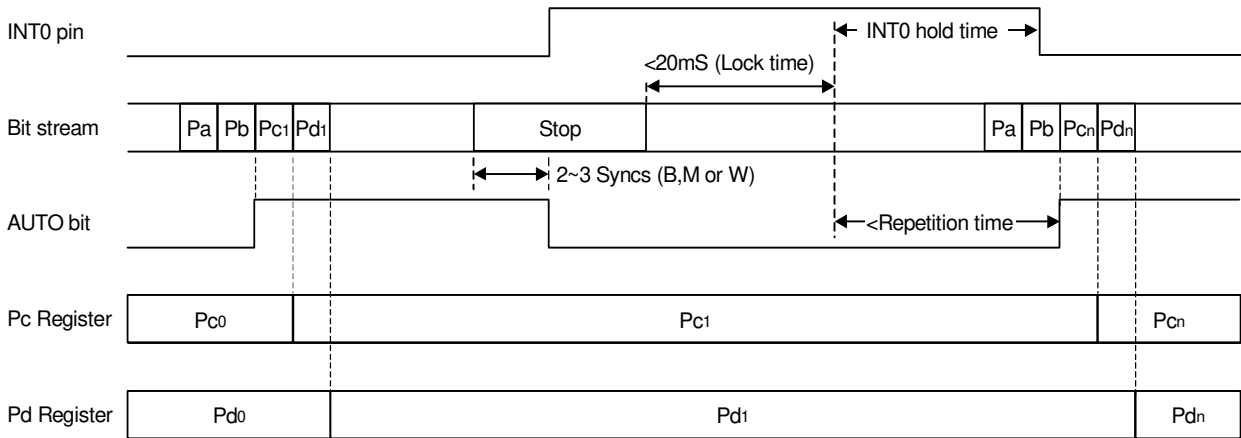 INT0 pin
INT0 hold time
<20mS (Lock time)
Bit stream
Pa Pb Pc1 Pd1 Stop Pa Pb Pcn Pdn
2~3 Syncs (B,M or W)
AUTO bit
<Repetition time
Pc Register Pc0 Pc1 Pcn
Pd Register Pd0 Pd1 Pdn